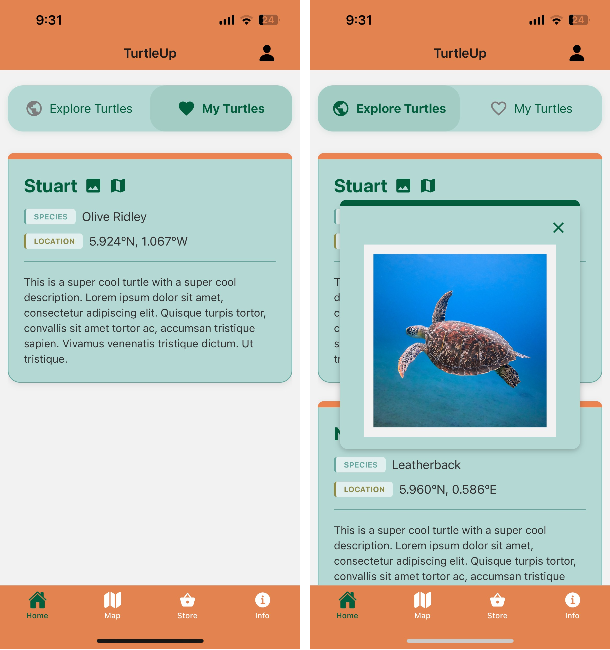 9:31
24
TurtleUp
Explore Turtles
My Turtles
Stuart
SPECIES
Olive Ridley
LOCATION
5.924°N, 1.067°W
This is a super cool turtle with a super cool
description. Lorem ipsum dolor sit amet,
consectetur adipiscing elit. Quisque turpis tortor,
convallis sit amet tortor ac, accumsan tristique
sapien. Vivamus venenatis tristique dictum. Ut
tristique.
Home
Map
Store
Info
9:31
24
TurtleUp
Explore Turtles
My Turtles
Stuart
SPECIES
Leatherback
LOCATION
5.960°N, 0.586°E
This is a super cool turtle with a super cool
description. Lorem ipsum dolor sit amet,
consectetur adipiscing elit. Quisque turpis tortor,
convallis sit amet tortor ac, accumsan tristique
Home
Map
Store
Info